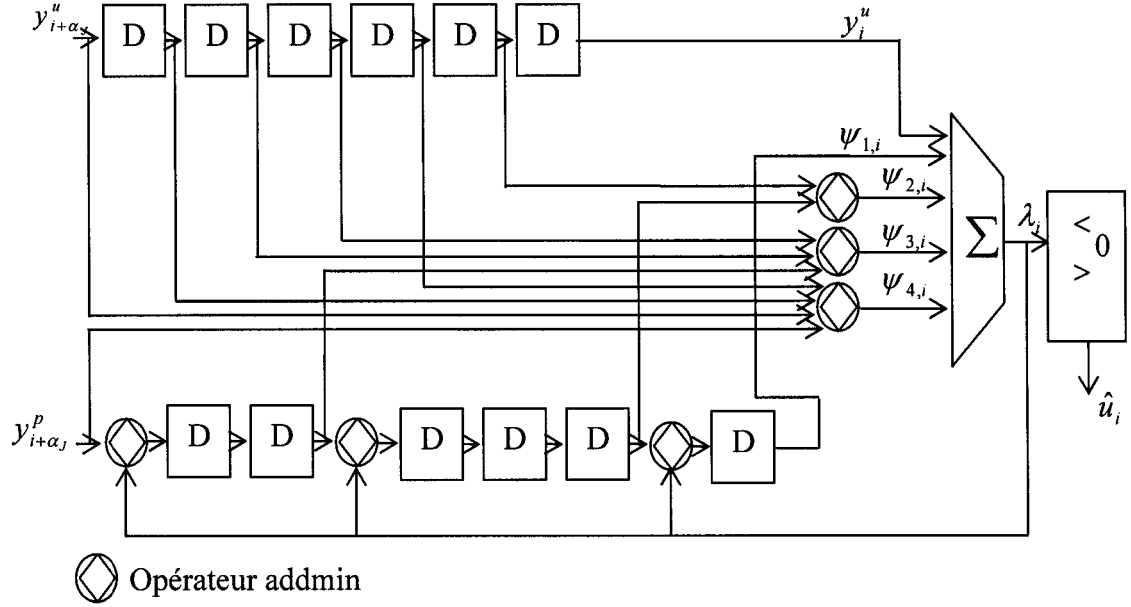 y^u_{i+α_J} D D D D D D y^u_i
ψ_{1,i}
ψ_{2,i}
ψ_{3,i}
ψ_{4,i}
Σ λ_i < 0 >
û_i
y^p_{i+α_J} D D D D D D
Opérateur addmin